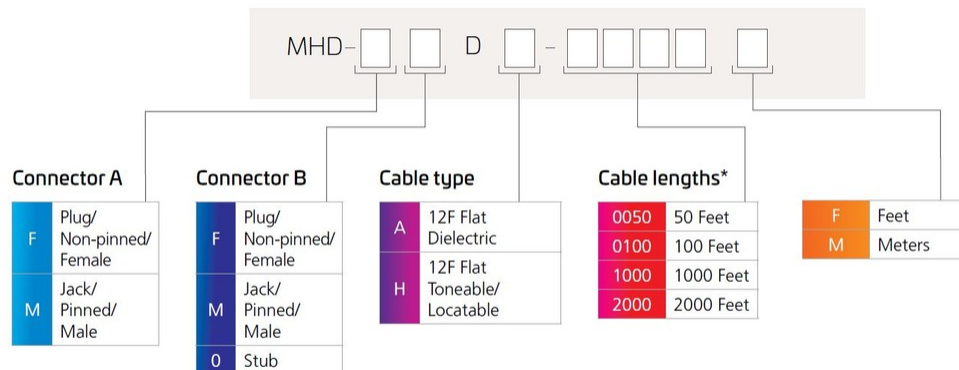 MHD- D -
Connector A
F
Plug/
Non-pinned/
Female
M
Jack/
Pinned/
Male
Connector B
F
Plug/
Non-pinned/
Female
M
Jack/
Pinned/
Male
0 Stub
Cable type
A
12F Flat
Dielectric
H
12F Flat
Toneable/
Locatable
Cable lengths*
0050 50 Feet
0100 100 Feet
1000 1000 Feet
2000 2000 Feet
F Feet
M Meters